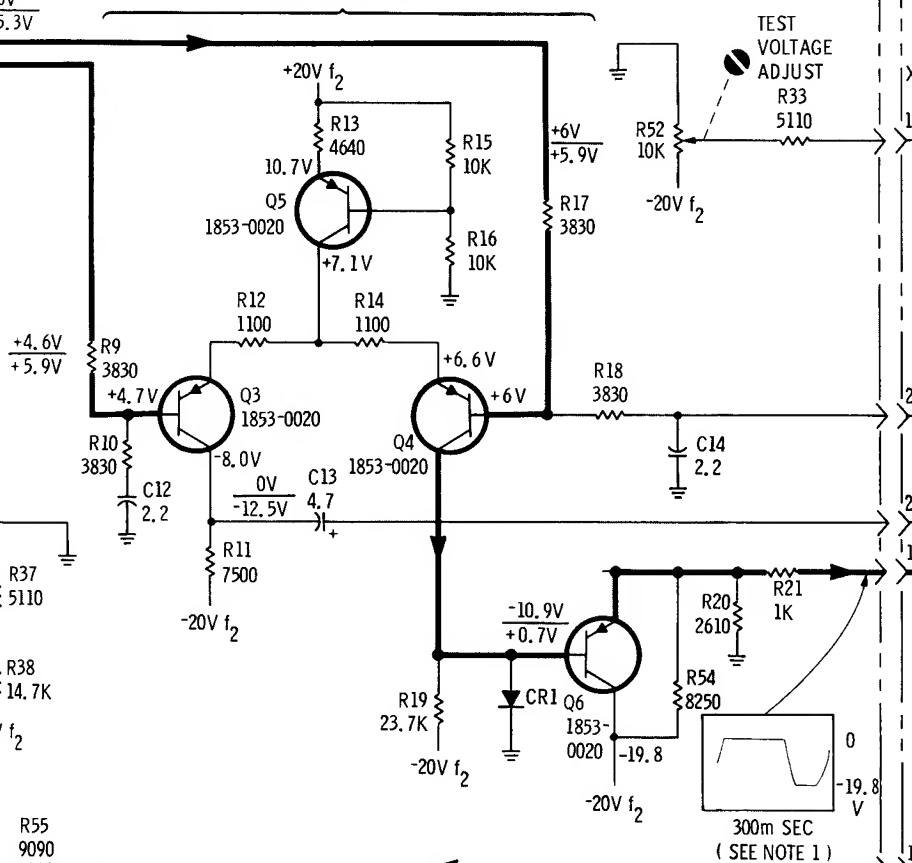 5.3V
+20V f2
R13
4640
10.7V
Q5
1853-0020
+7.1V
R15
10K
R16
10K
+6V
+5.9V
R17
3830
TEST
VOLTAGE
ADJUST
R33
5110
R52
10K
-20V f2
R12
1100
R14
1100
+4.6V
+5.9V
R9
3830
+4.7V
Q3
1853-0020
+6.6V
+6V
Q4
1853-0020
R18
3830
C14
2.2
R10
3830
C12
2.2
-8.0V
0V
-12.5V
C13
4.7
+
R11
7500
-20V f2
R37
5110
R38
14.7K
f2
R55
9090
-10.9V
+0.7V
R19
23.7K
-20V f2
CR1
Q6
1853-
0020
-19.8
-20V f2
R20
2610
R21
1K
R54
8250
0
-19.8
V
300m SEC
( SEE NOTE 1 )
1
2
2
1